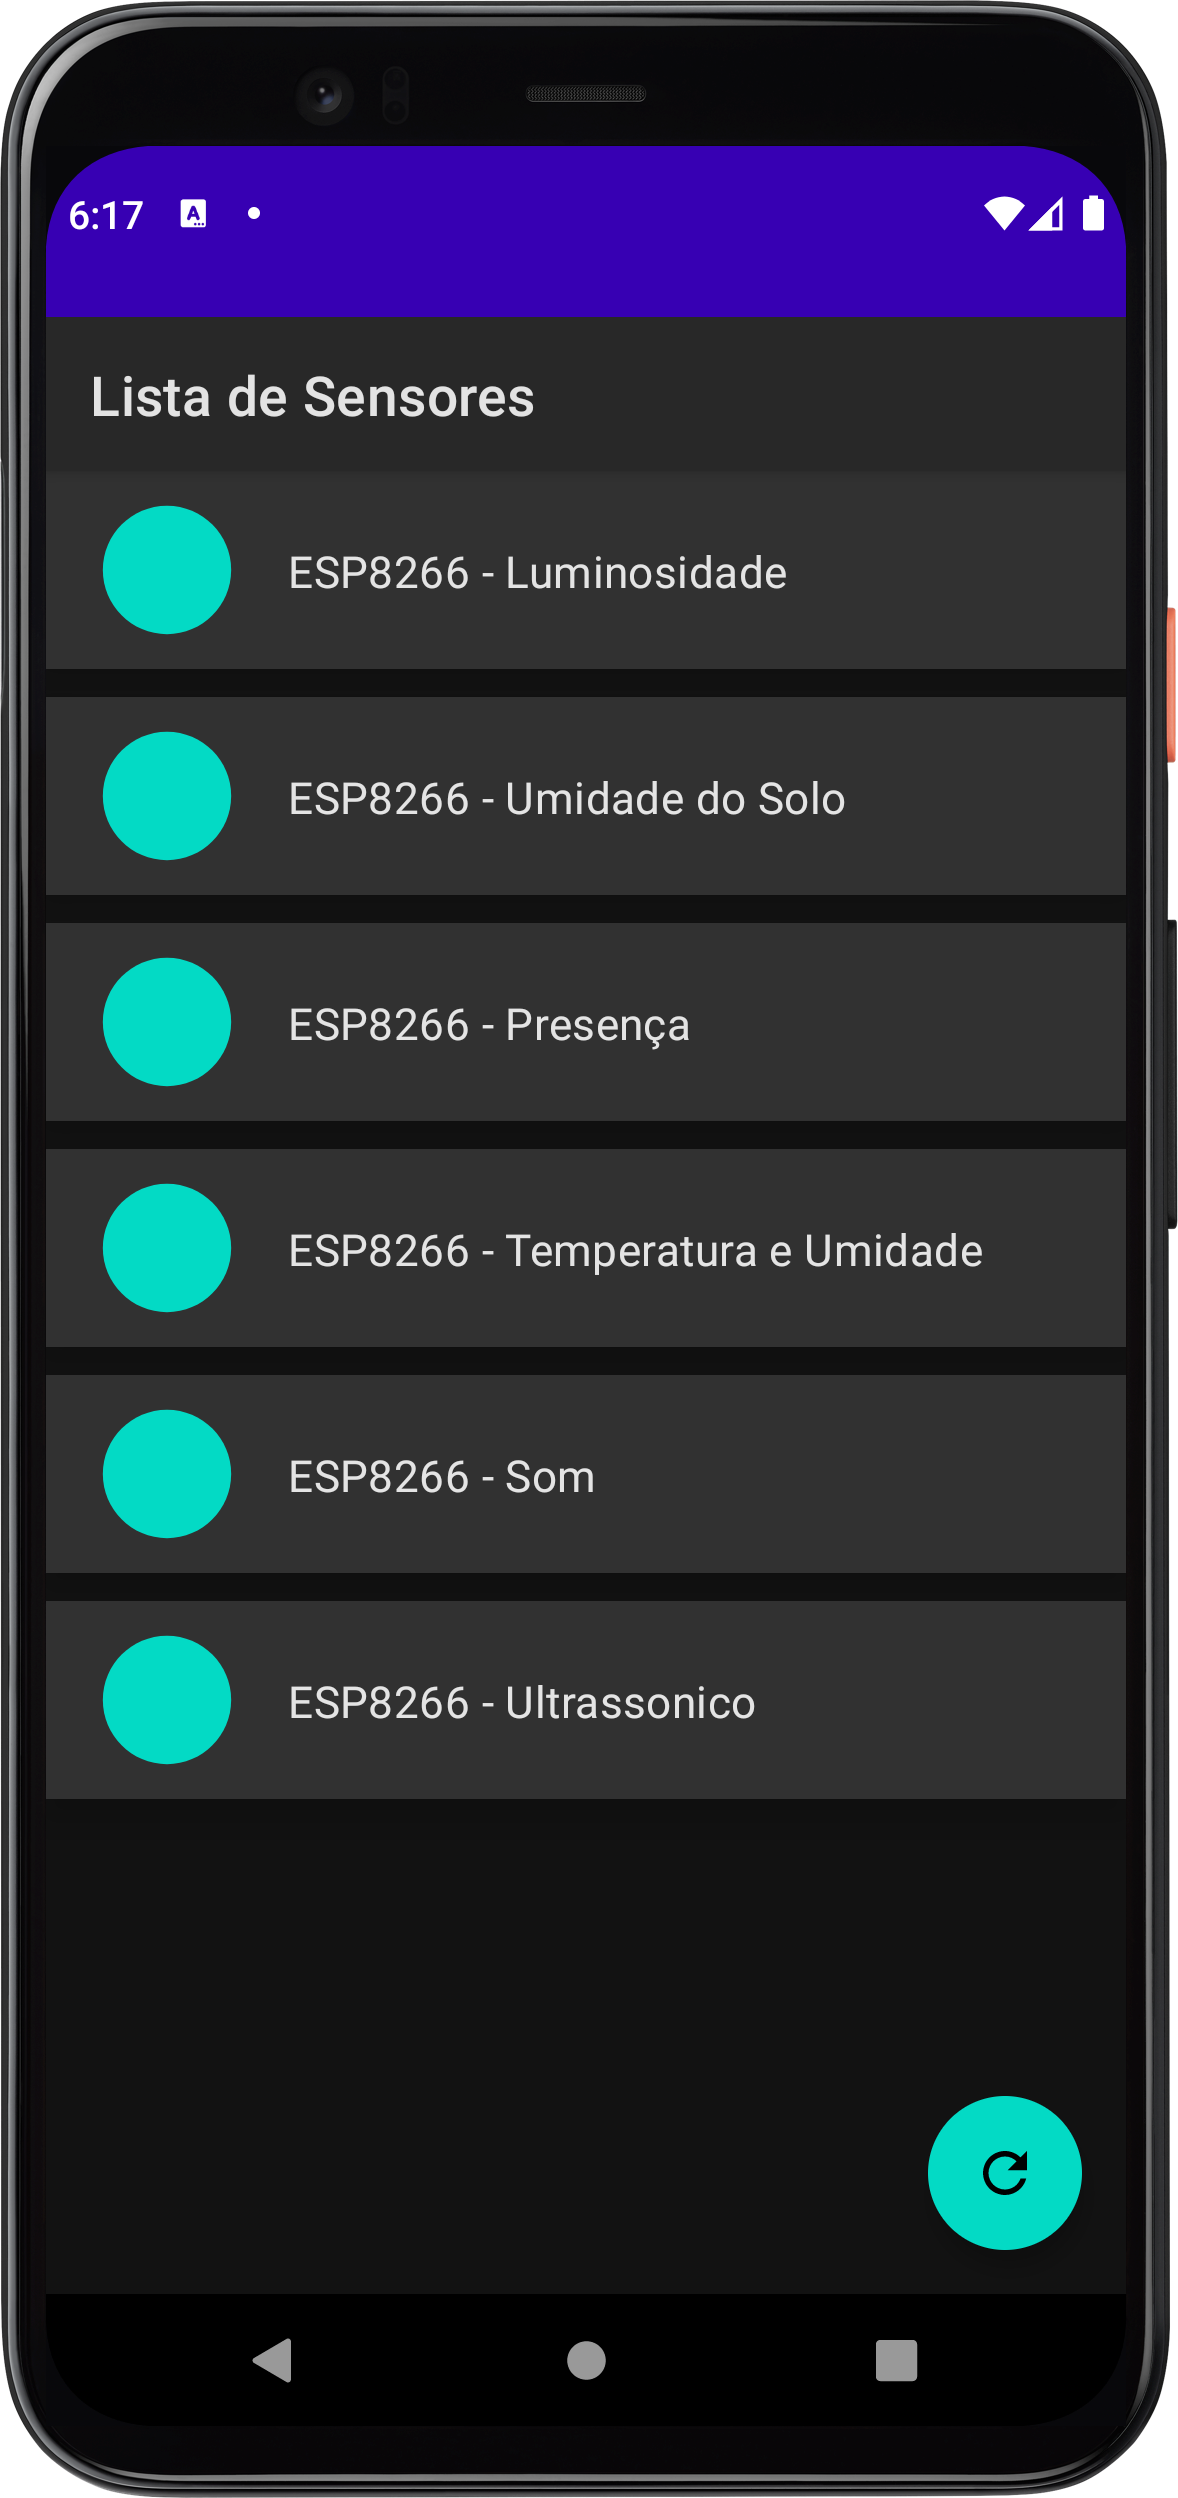 6:17
Lista de Sensores
ESP8266 - Luminosidade
ESP8266 - Umidade do Solo
ESP8266 - Presença
ESP8266 - Temperatura e Umidade
ESP8266 - Som
ESP8266 - Ultrassonico